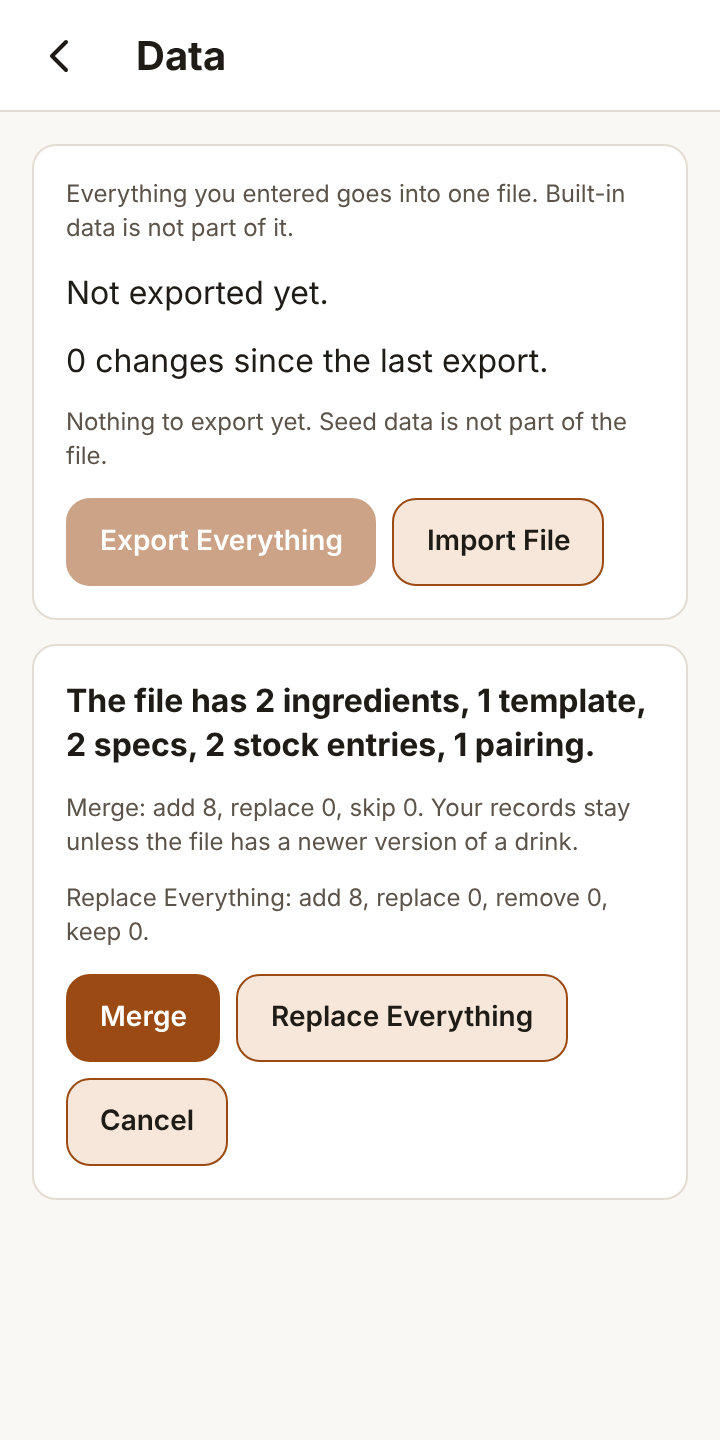 Data
Everything you entered goes into one file. Built-in
data is not part of it.
Not exported yet.
0 changes since the last export.
Nothing to export yet. Seed data is not part of the
file.
Export Everything
Import File
The file has 2 ingredients, 1 template,
2 specs, 2 stock entries, 1 pairing.
Merge: add 8, replace 0, skip 0. Your records stay
unless the file has a newer version of a drink.
Replace Everything: add 8, replace 0, remove 0,
keep 0.
Merge
Replace Everything
Cancel